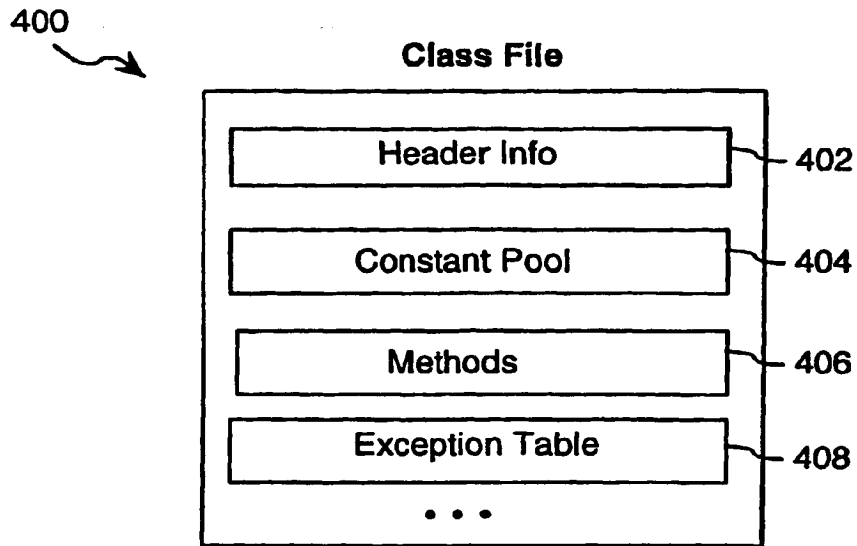 400
Class File
Header Info 402
Constant Pool 404
Methods 406
Exception Table 408
• • •